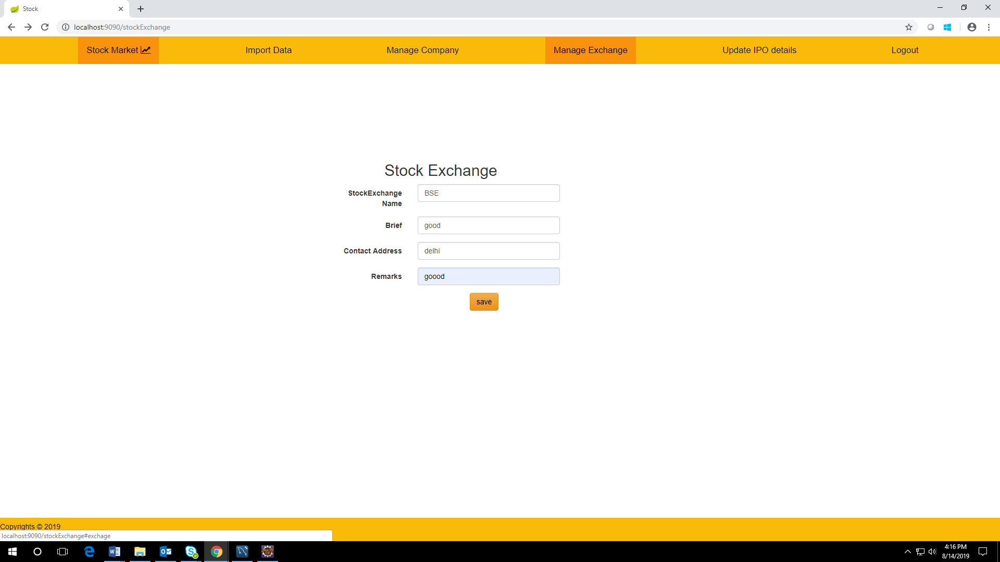 Stock
localhost:9090/stockExchange
Stock Market
Import Data
Manage Company
Manage Exchange
Update IPO details
Logout
Stock Exchange
StockExchange
Name
BSE
Brief
good
Contact Address
delhi
Remarks
goood
save
Copyrights © 2019
localhost:9090/stockExchange#exchage
4:16 PM
8/14/2019